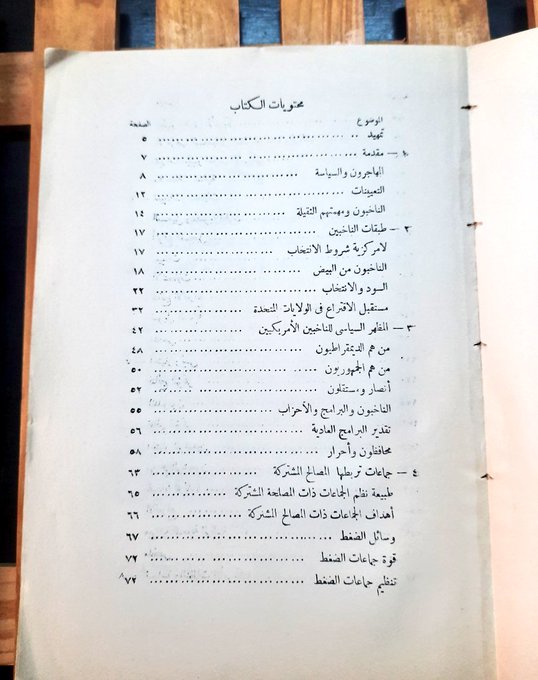 محتويات الكتاب
الموضوع الصفحة
تمهيد ٥
١ — مقدمة ٧
المهاجرون والسياسة ٨
التعيينات ١٢
الناخبون ومهمتهم الثقيلة ١٤
٢ — طبقات الناخبين ١٧
لامركزية شروط الانتخاب ١٧
الناخبون من البيض ١٨
السود والانتخاب ٢٢
مستقبل الاقتراع فى الولايات المتحدة ٣٢
٣ — المظهر السياسى للناخبين الأمريكيين ٤٢
من هم الديمقراطيون ٤٨
من هم الجمهوريون ٥٠
أنصار ومستقلون ٥٢
الناخبون والبرامج والأحزاب ٥٥
تقدير البرامج العادية ٥٦
محافظون وأحرار ٥٨
٤ — جماعات تربطها المصالح المشتركة ٦٣
طبيعة نظم الجماعات ذات المصلحة المشتركة ٦٥
أهداف الجماعات ذات المصالح المشتركة ٦٦
وسائل الضغط ٦٧
قوة جماعات الضغط ٧٢
تنظيم جماعات الضغط ٧٢